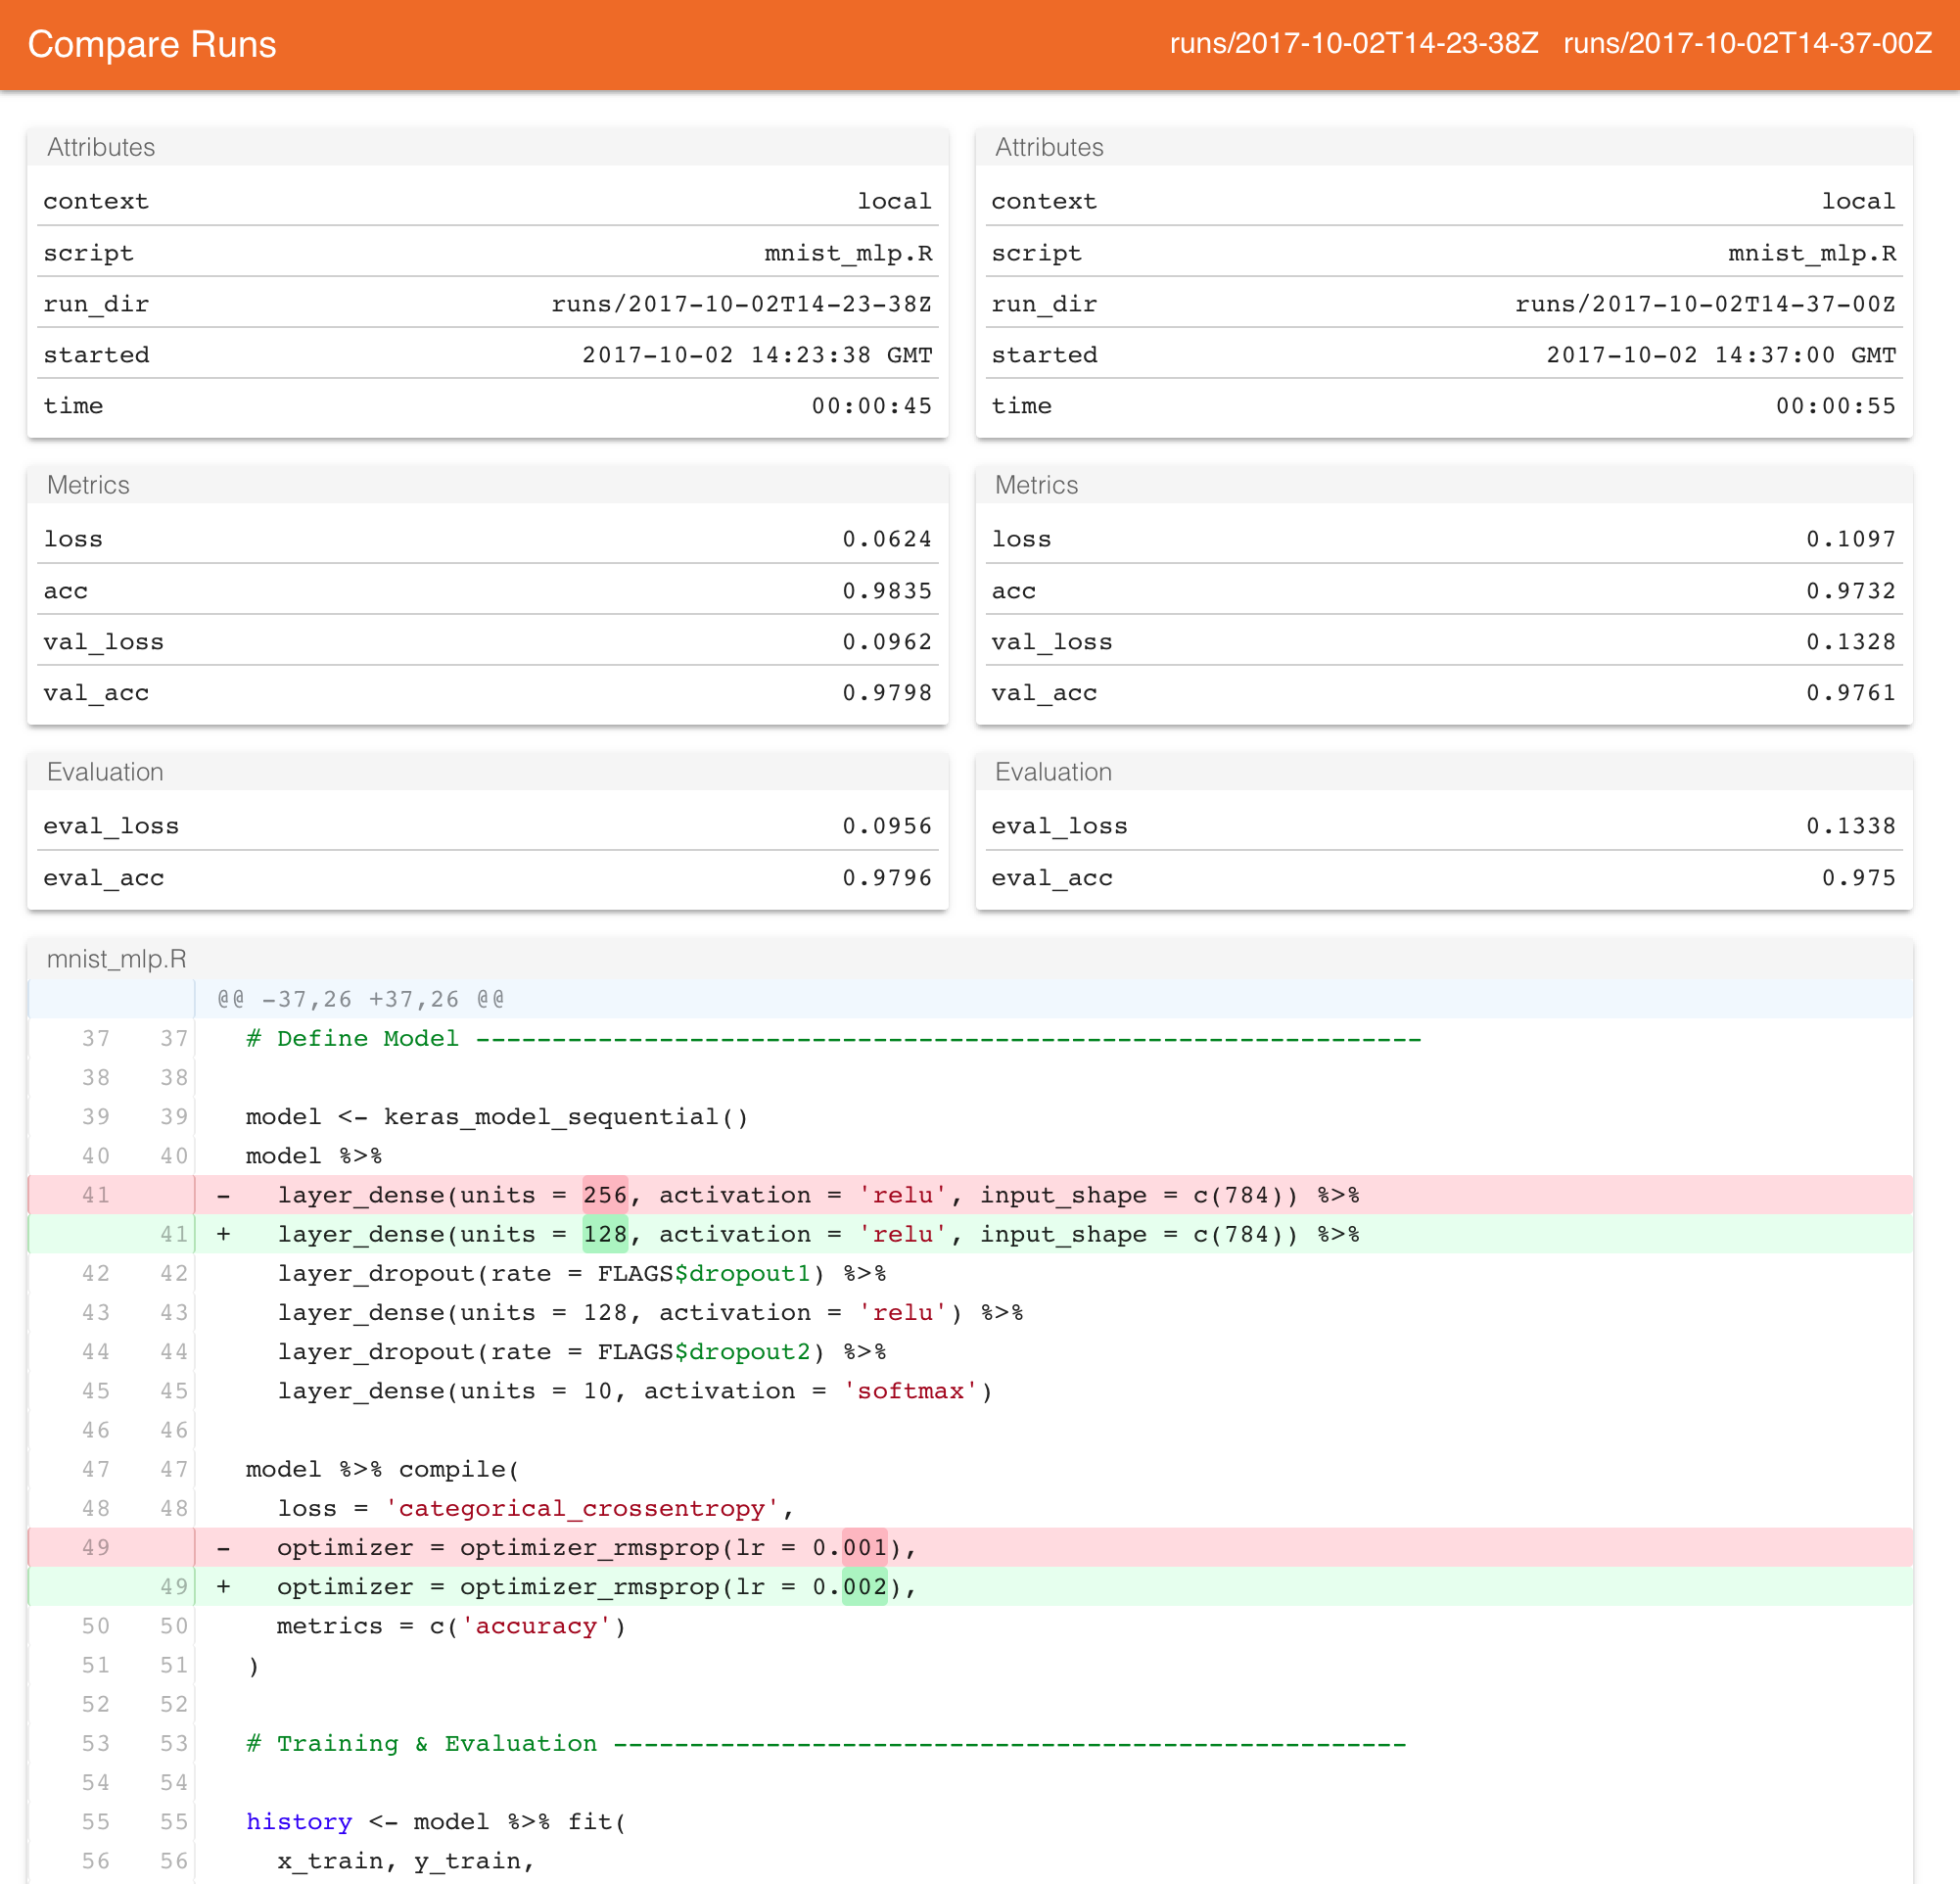 Compare Runs runs/2017-10-02T14-23-38Z runs/2017-10-02T14-37-00Z
Attributes
context local
script mnist_mlp.R
run_dir runs/2017-10-02T14-23-38Z
started 2017-10-02 14:23:38 GMT
time 00:00:45
Attributes
context local
script mnist_mlp.R
run_dir runs/2017-10-02T14-37-00Z
started 2017-10-02 14:37:00 GMT
time 00:00:55
Metrics
loss 0.0624
acc 0.9835
val_loss 0.0962
val_acc 0.9798
Metrics
loss 0.1097
acc 0.9732
val_loss 0.1328
val_acc 0.9761
Evaluation
eval_loss 0.0956
eval_acc 0.9796
Evaluation
eval_loss 0.1338
eval_acc 0.975
mnist_mlp.R
@@ -37,26 +37,26 @@
37 37 # Define Model --------------------------------------------------------------
38 38
39 39 model <- keras_model_sequential()
40 40 model %>%
41 - layer_dense(units = 256, activation = 'relu', input_shape = c(784)) %>%
41 + layer_dense(units = 128, activation = 'relu', input_shape = c(784)) %>%
42 42 layer_dropout(rate = FLAGS$dropout1) %>%
43 43 layer_dense(units = 128, activation = 'relu') %>%
44 44 layer_dropout(rate = FLAGS$dropout2) %>%
45 45 layer_dense(units = 10, activation = 'softmax')
46 46
47 47 model %>% compile(
48 48 loss = 'categorical_crossentropy',
49 - optimizer = optimizer_rmsprop(lr = 0.001),
49 + optimizer = optimizer_rmsprop(lr = 0.002),
50 50 metrics = c('accuracy')
51 51 )
52 52
53 53 # Training & Evaluation ----------------------------------------------------
54 54
55 55 history <- model %>% fit(
56 56 x_train, y_train,